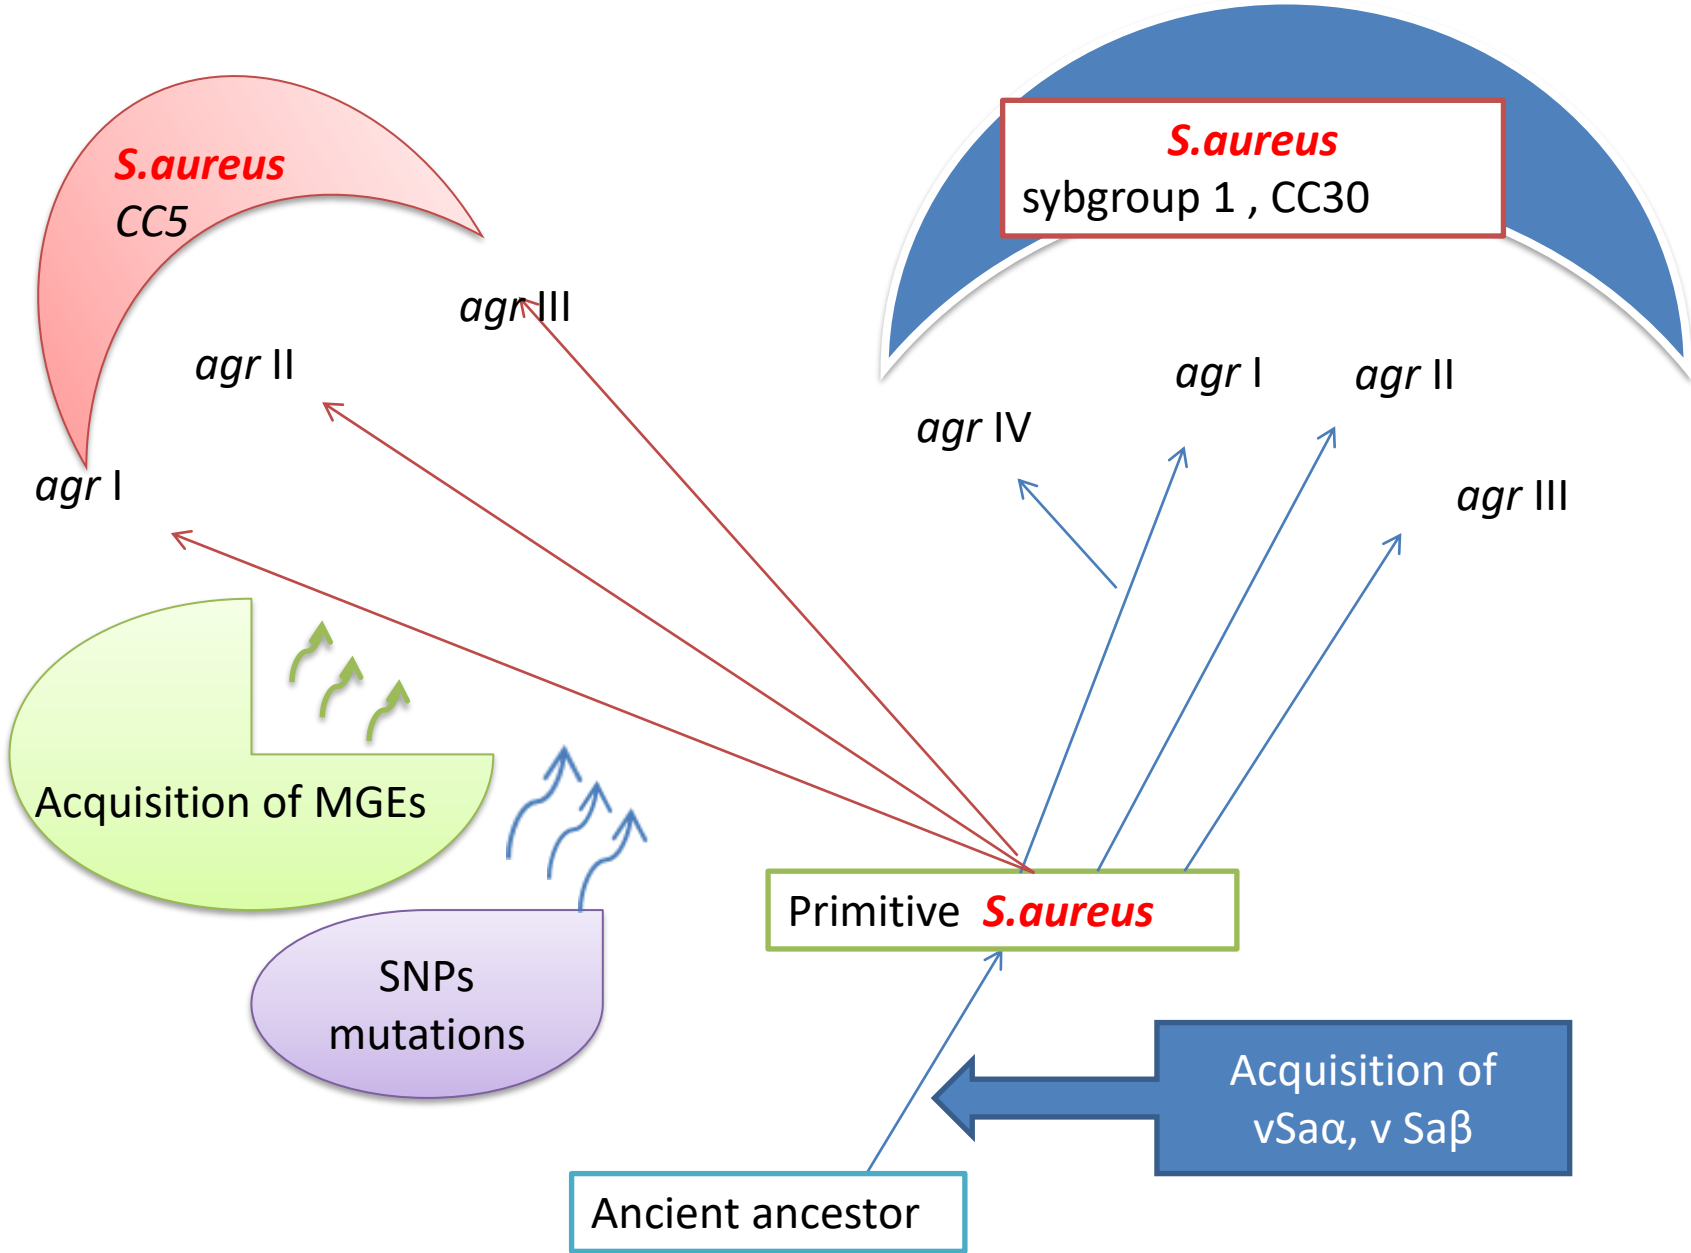 S.aureus
CC5
S.aureus
sybgroup 1 , CC30
agr III
agr II
agr I
agr I
agr II
agr IV
agr III
Acquisition of MGEs
SNPs
mutations
Primitive S.aureus
Acquisition of
vSaα, v Saβ
Ancient ancestor